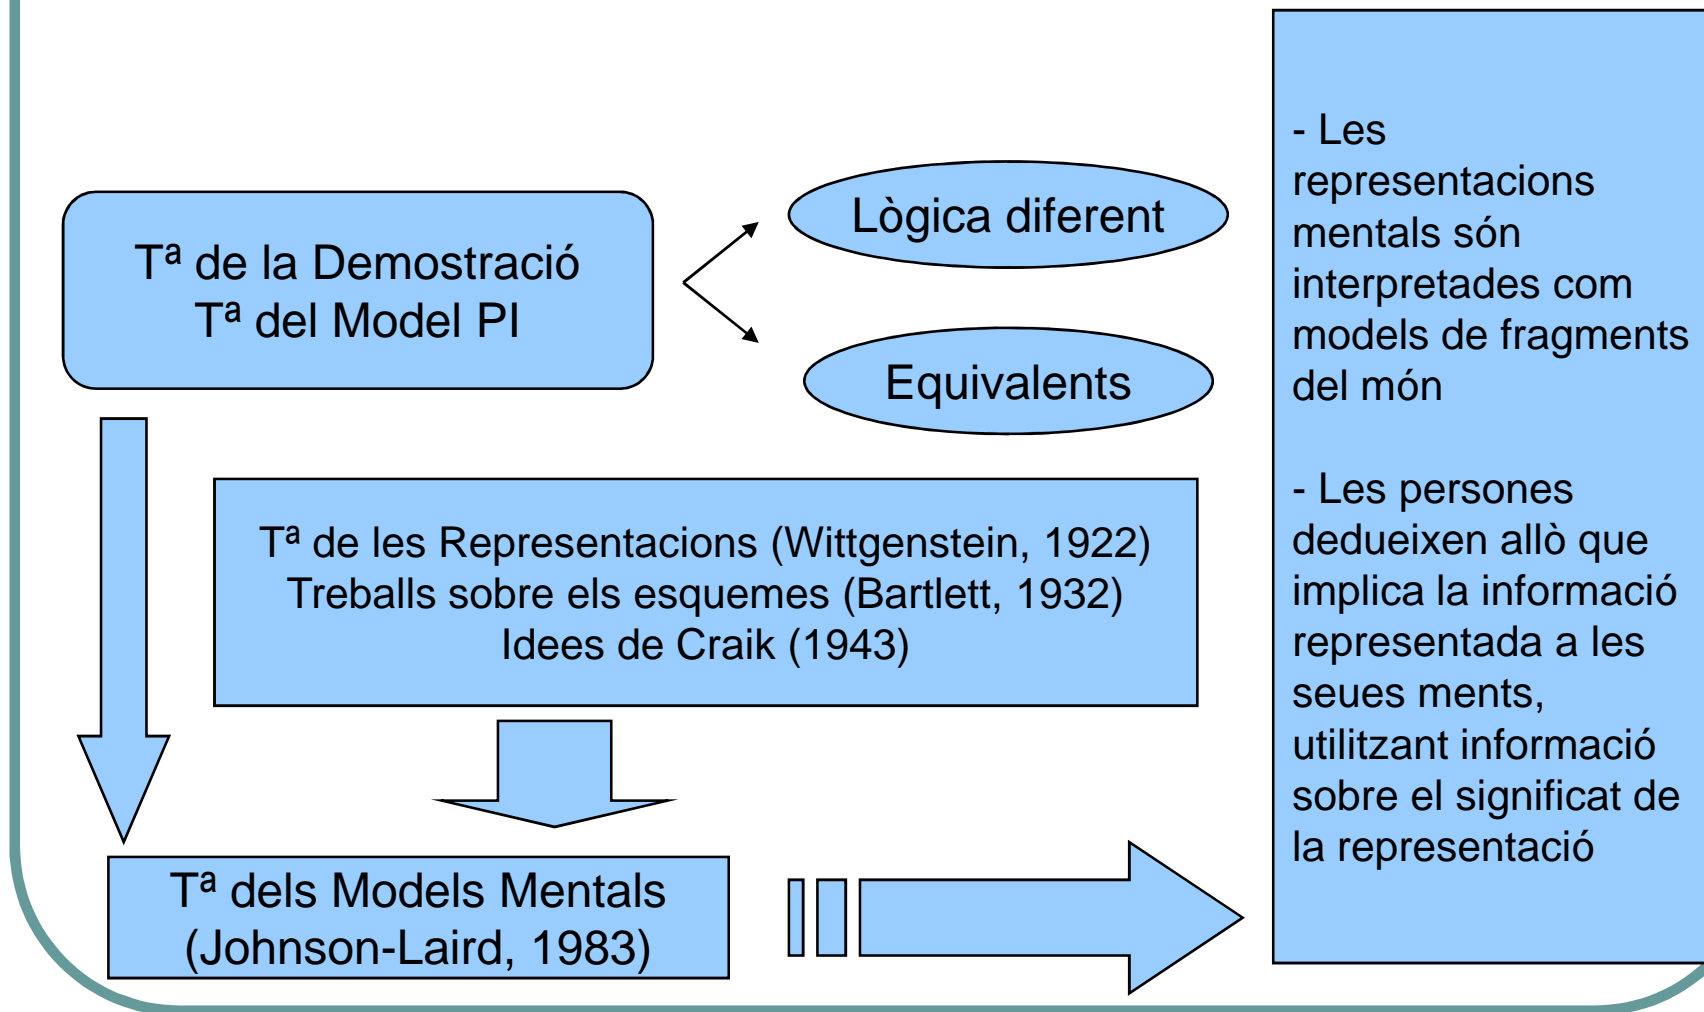 Tª de la Demostració
Tª del Model PI
Lògica diferent
Equivalents
Tª de les Representacions (Wittgenstein, 1922)
Treballs sobre els esquemes (Bartlett, 1932)
Idees de Craik (1943)
Tª dels Models Mentals
(Johnson-Laird, 1983)
- Les
representacions
mentals són
interpretades com
models de fragments
del món
- Les persones
dedueixen allò que
implica la informació
representada a les
seues ments,
utilitzant informació
sobre el significat de
la representació